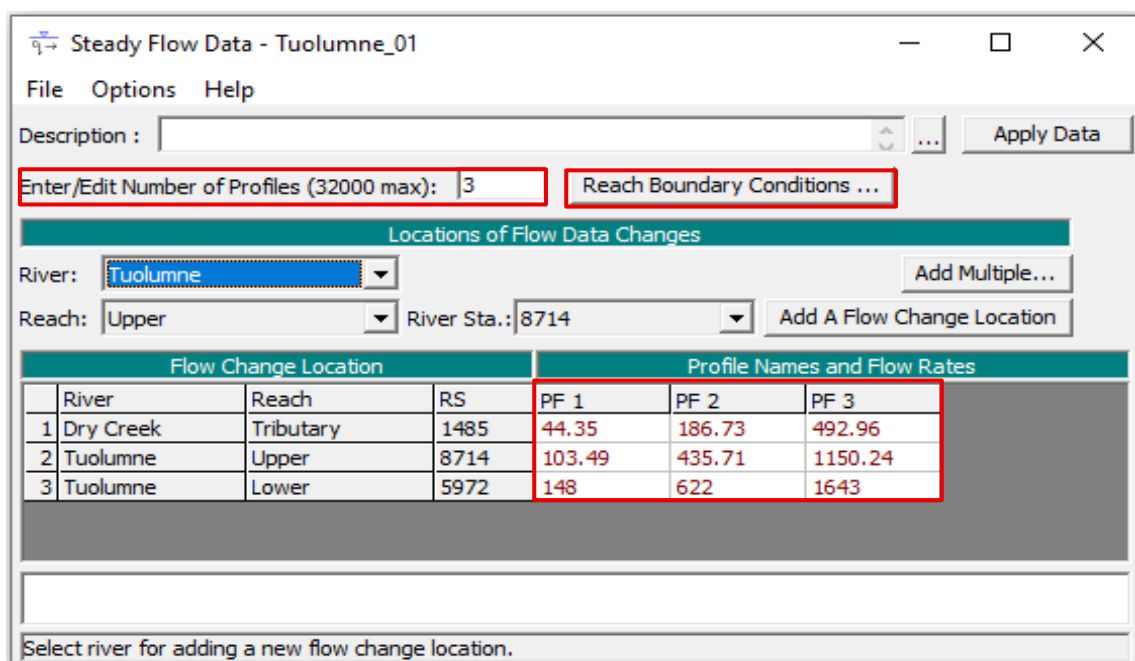 Steady Flow Data - Tuolumne_01
File Options Help
Description : ... Apply Data
Enter/Edit Number of Profiles (32000 max): 3 Reach Boundary Conditions ...
Locations of Flow Data Changes
River: Tuolumne Add Multiple...
Reach: Upper River Sta.: 8714 Add A Flow Change Location
Flow Change Location Profile Names and Flow Rates
River Reach RS PF 1 PF 2 PF 3
1 Dry Creek Tributary 1485 44.35 186.73 492.96
2 Tuolumne Upper 8714 103.49 435.71 1150.24
3 Tuolumne Lower 5972 148 622 1643
Select river for adding a new flow change location.